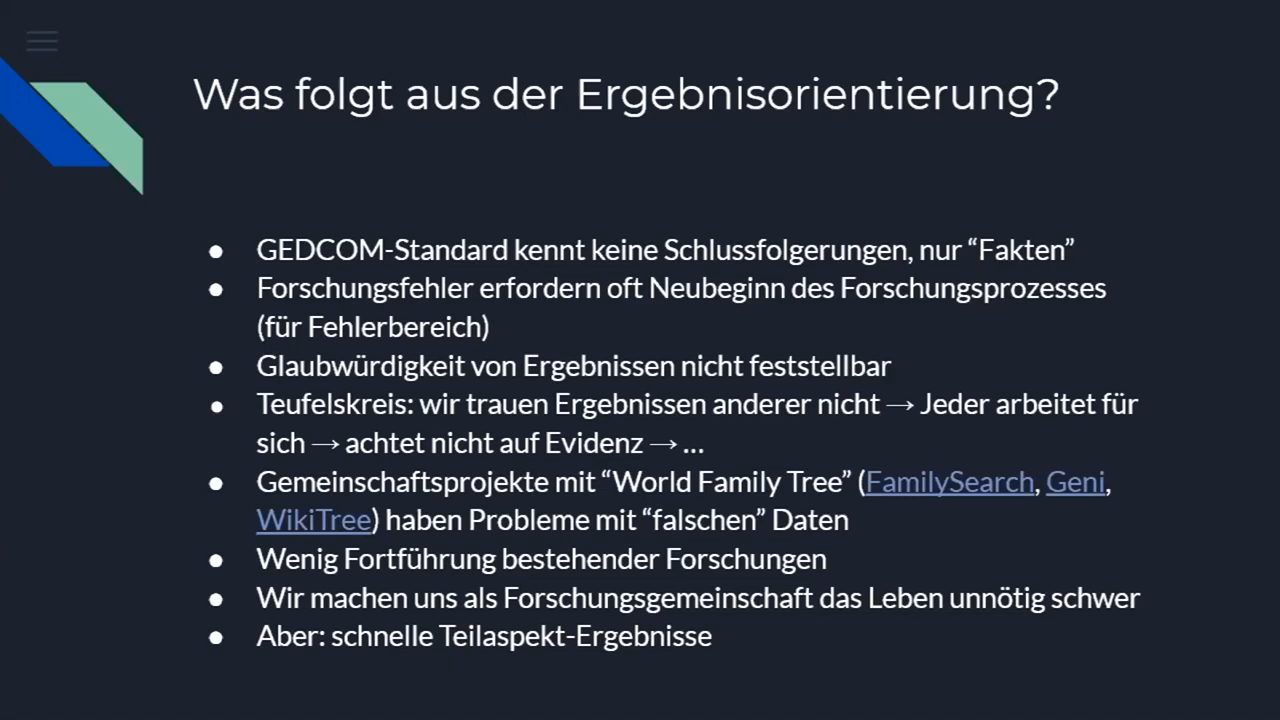 Was folgt aus der Ergebnisorientierung?
● GEDCOM-Standard kennt keine Schlussfolgerungen, nur “Fakten”
● Forschungsfehler erfordern oft Neubeginn des Forschungsprozesses
(für Fehlerbereich)
● Glaubwürdigkeit von Ergebnissen nicht feststellbar
● Teufelskreis: wir trauen Ergebnissen anderer nicht → Jeder arbeitet für
sich → achtet nicht auf Evidenz → ...
● Gemeinschaftsprojekte mit “World Family Tree” (FamilySearch, Geni,
WikiTree) haben Probleme mit “falschen” Daten
● Wenig Fortführung bestehender Forschungen
● Wir machen uns als Forschungsgemeinschaft das Leben unnötig schwer
● Aber: schnelle Teilaspekt-Ergebnisse